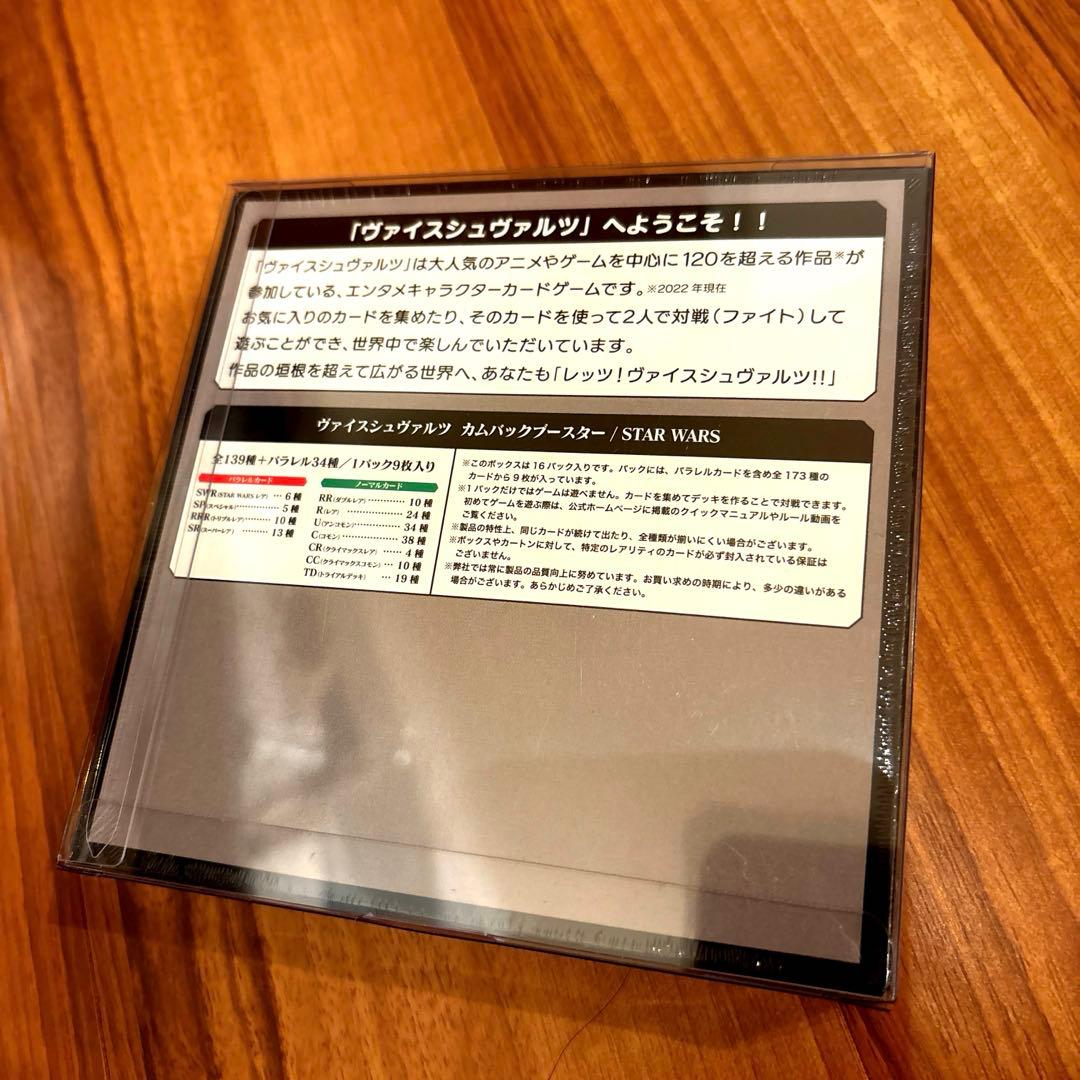 「ヴァイスシュヴァルツ」へようこそ！！
「ヴァイスシュヴァルツ」は大人気のアニメやゲームを中心に120を超える作品※が
参加している、エンタメキャラクターカードゲームです。※2022年現在
お気に入りのカードを集めたり、そのカードを使って2人で対戦（ファイト）して
遊ぶことができ、世界中で楽しんでいただいています。
作品の垣根を超えて広がる世界へ、あなたも「レッツ！ヴァイスシュヴァルツ!!」
ヴァイスシュヴァルツ カムバックブースター / STAR WARS
全139種＋パラレル34種／1パック9枚入り
パラレルカード
SWR(STAR WARS レア) … 6種
SP(スペシャル) ………… 5種
RRR(トリプルレア) ……… 10種
SR(スーパーレア) ……… 13種
ノーマルカード
RR(ダブルレア) ………… 10種
R(レア) ………………… 24種
U(アンコモン) ………… 34種
C(コモン) ……………… 38種
CR(クライマックスレア) … 4種
CC(クライマックスコモン) … 10種
TD(トライアルデッキ) … 19種
※このボックスは16パック入りです。パックには、パラレルカードを含め全173種の
カードから9枚が入っています。
※1パックだけではゲームは遊べません。カードを集めてデッキを作ることで対戦できます。
初めてゲームを遊ぶ際は、公式ホームページに掲載のクイックマニュアルやルール動画を
ご覧ください。
※製品の特性上、同じカードが続けて出たり、全種類が揃いにくい場合がございます。
※ボックスやカートンに対して、特定のレアリティのカードが必ず封入されている保証は
ございません。
※弊社では常に製品の品質向上に努めています。お買い求めの時期により、多少の違いがある
場合がございます。あらかじめご了承ください。